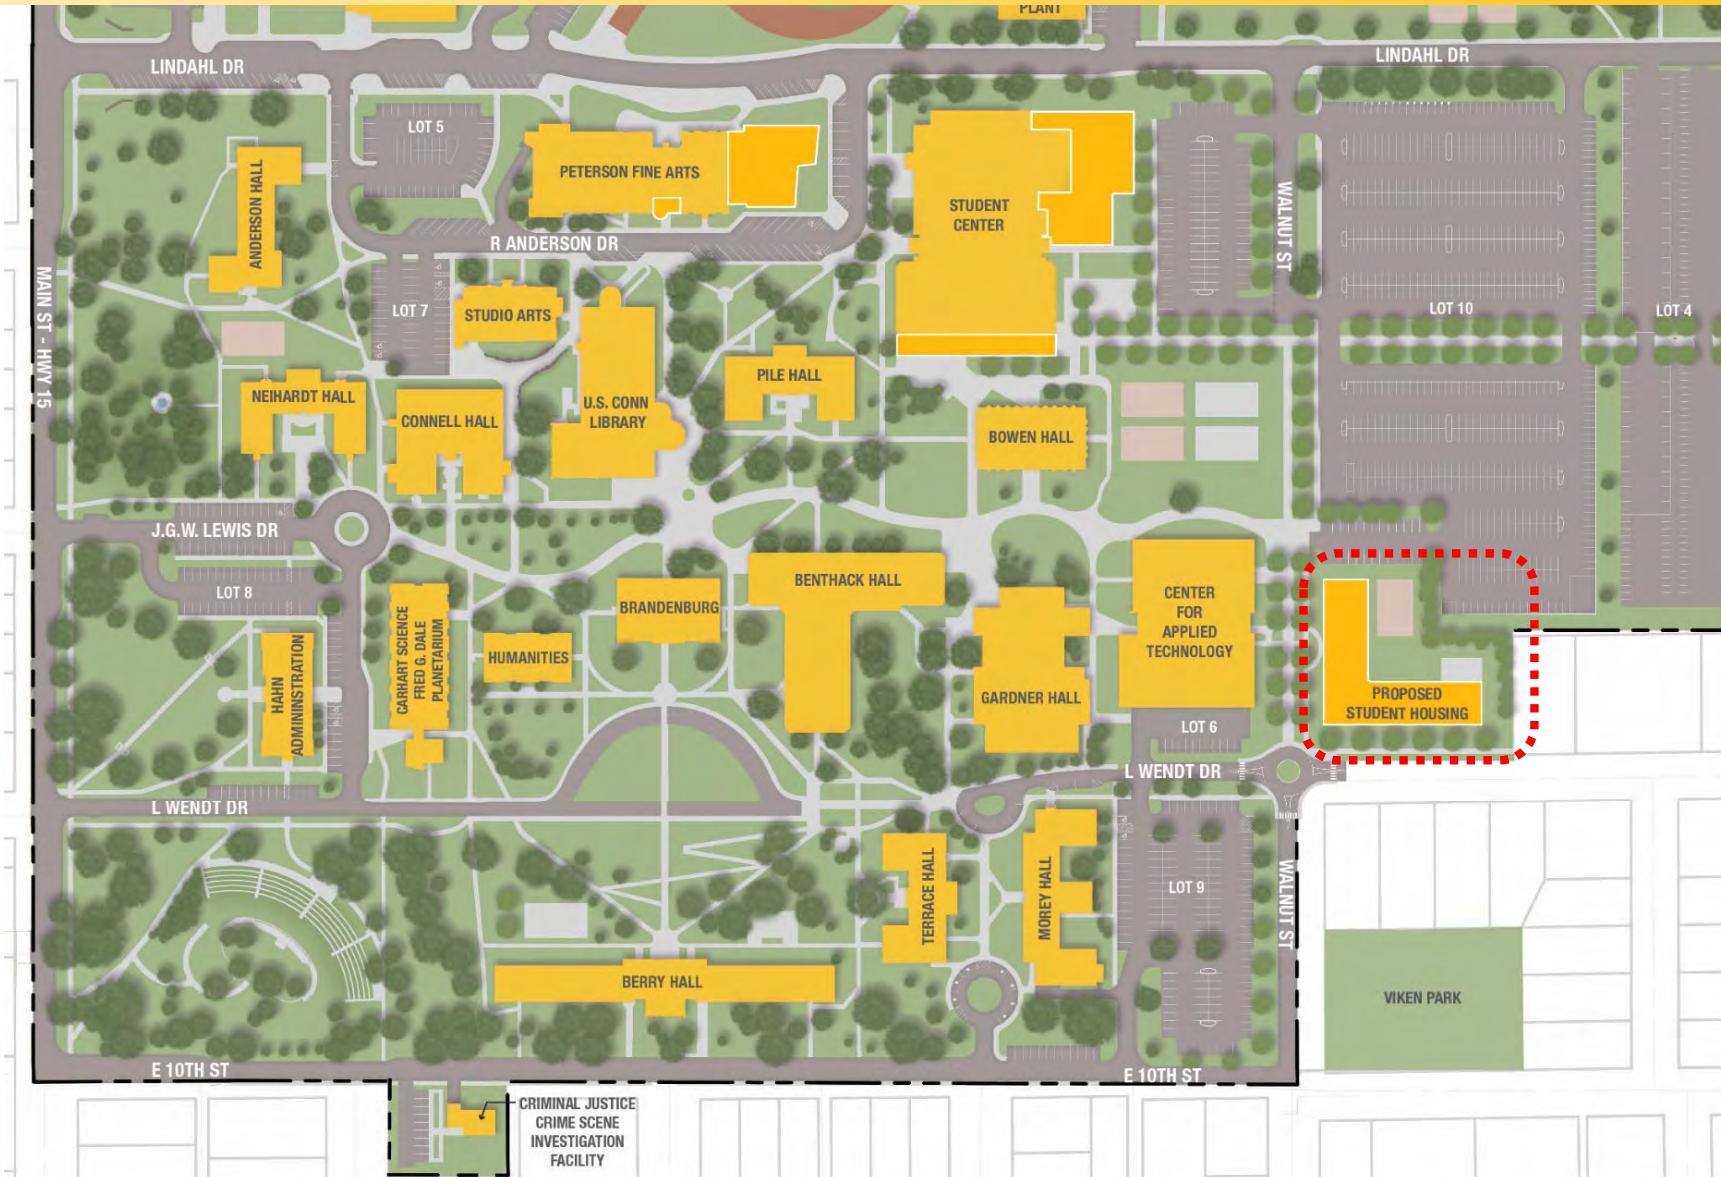 PLANT
LINDAHL DR
LINDAHL DR
LOT 5
PETERSON FINE ARTS
ANDERSON HALL
STUDENT
CENTER
WALNUT ST
R ANDERSON DR
MAIN ST - HWY 15
LOT 7
STUDIO ARTS
LOT 10
LOT 4
PILE HALL
NEIHARDT HALL
CONNELL HALL
U.S. CONN
LIBRARY
BOWEN HALL
J.G.W. LEWIS DR
LOT 8
BENTHACK HALL
BRANDENBURG
CENTER
FOR
APPLIED
TECHNOLOGY
HAHN
ADMININSTRATION
CARHART SCIENCE
FRED G. DALE
PLANETARIUM
HUMANITIES
GARDNER HALL
PROPOSED
STUDENT HOUSING
LOT 6
L WENDT DR
L WENDT DR
TERRACE HALL
MOREY HALL
LOT 9
WALNUT ST
BERRY HALL
VIKEN PARK
E 10TH ST
E 10TH ST
CRIMINAL JUSTICE
CRIME SCENE
INVESTIGATION
FACILITY